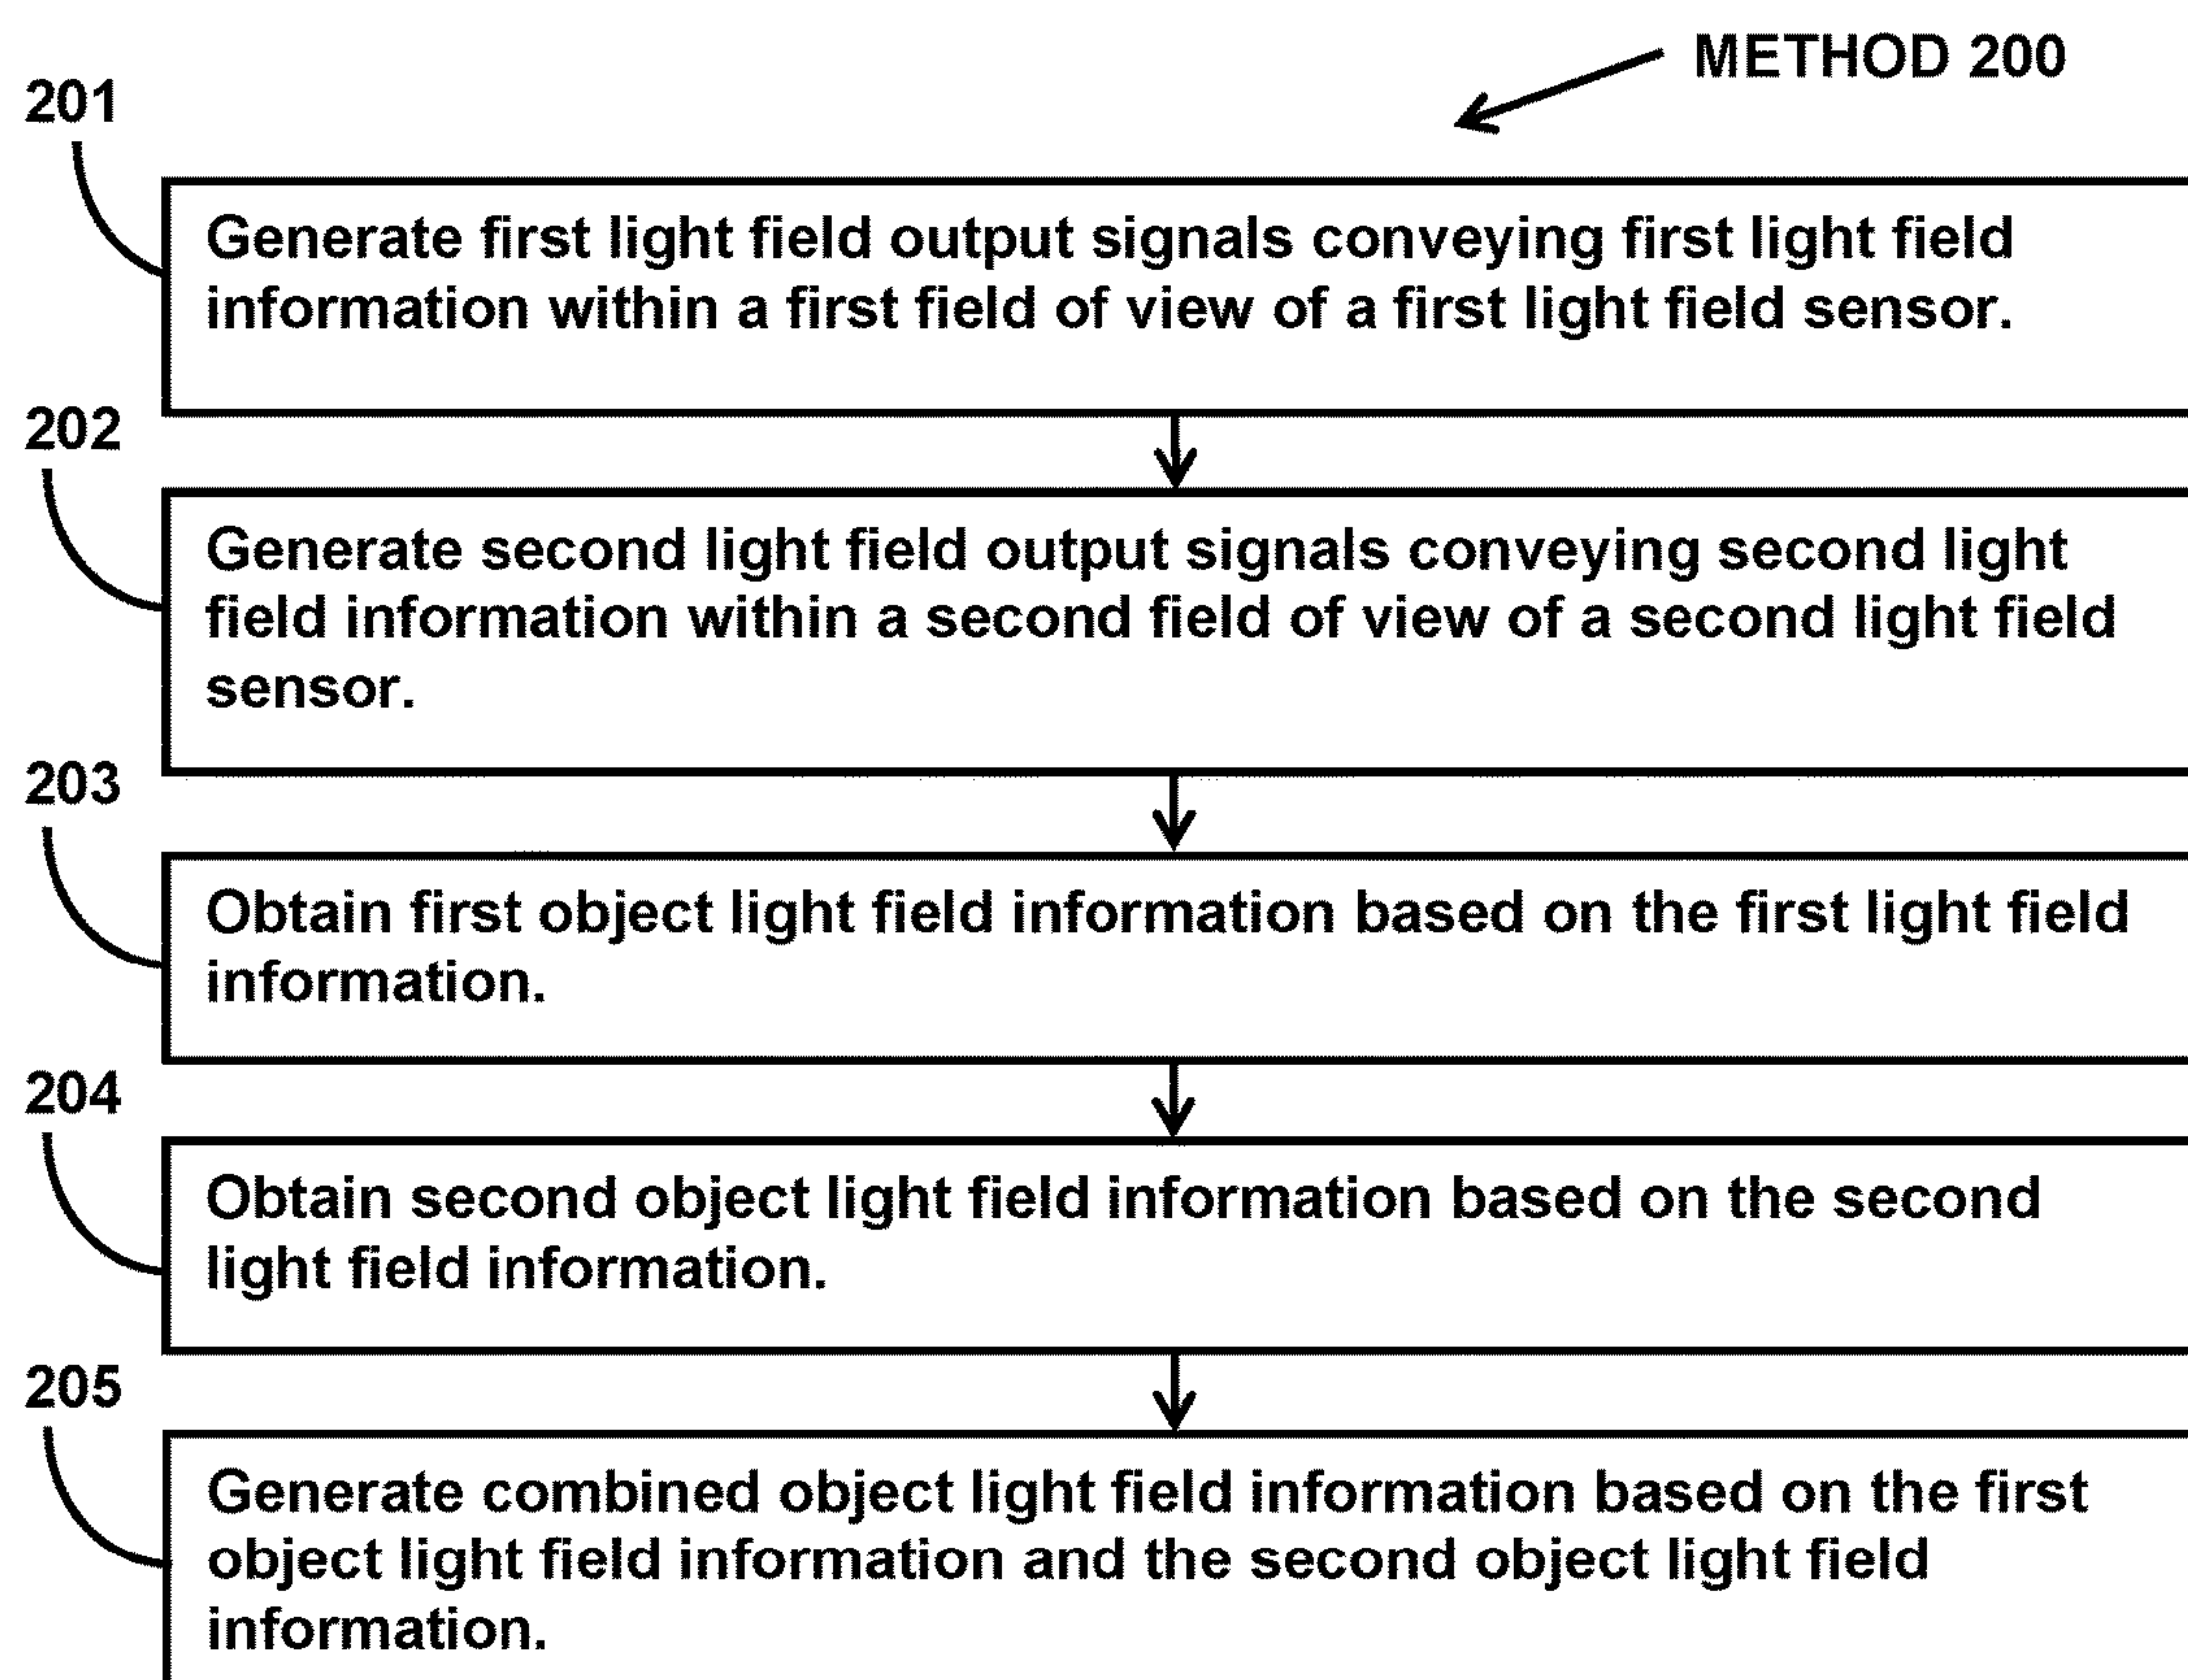 METHOD 200
201
Generate first light field output signals conveying first light field
information within a first field of view of a first light field sensor.
202
Generate second light field output signals conveying second light
field information within a second field of view of a second light field
sensor.
203
Obtain first object light field information based on the first light field
information.
204
Obtain second object light field information based on the second
light field information.
205
Generate combined object light field information based on the first
object light field information and the second object light field
information.